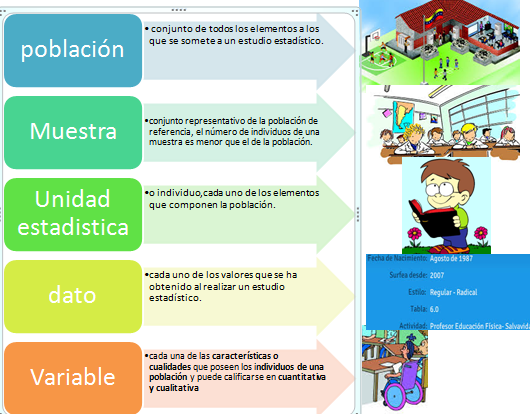 población
• conjunto de todos los elementos a los
que se somete a un estudio estadístico.
Muestra
•conjunto representativo de la población de
referencia, el número de individuos de una
muestra es menor que el de la población.
Unidad
estadistica
•o individuo,cada uno de los elementos
que componen la población.
dato
•cada uno de los valores que se ha
obtenido al realizar un estudio
estadístico.
Variable
•cada una de las características o
cualidades que poseen los individuos de una
población y puede calificarse en cuantitativa
y cualitativa
Fecha de Nacimiento: Agosto de 1987
Surfea desde: 2007
Estilo: Regular - Radical
Tabla: 6.0
Actividad: Profesor Educación Física- Salvavida